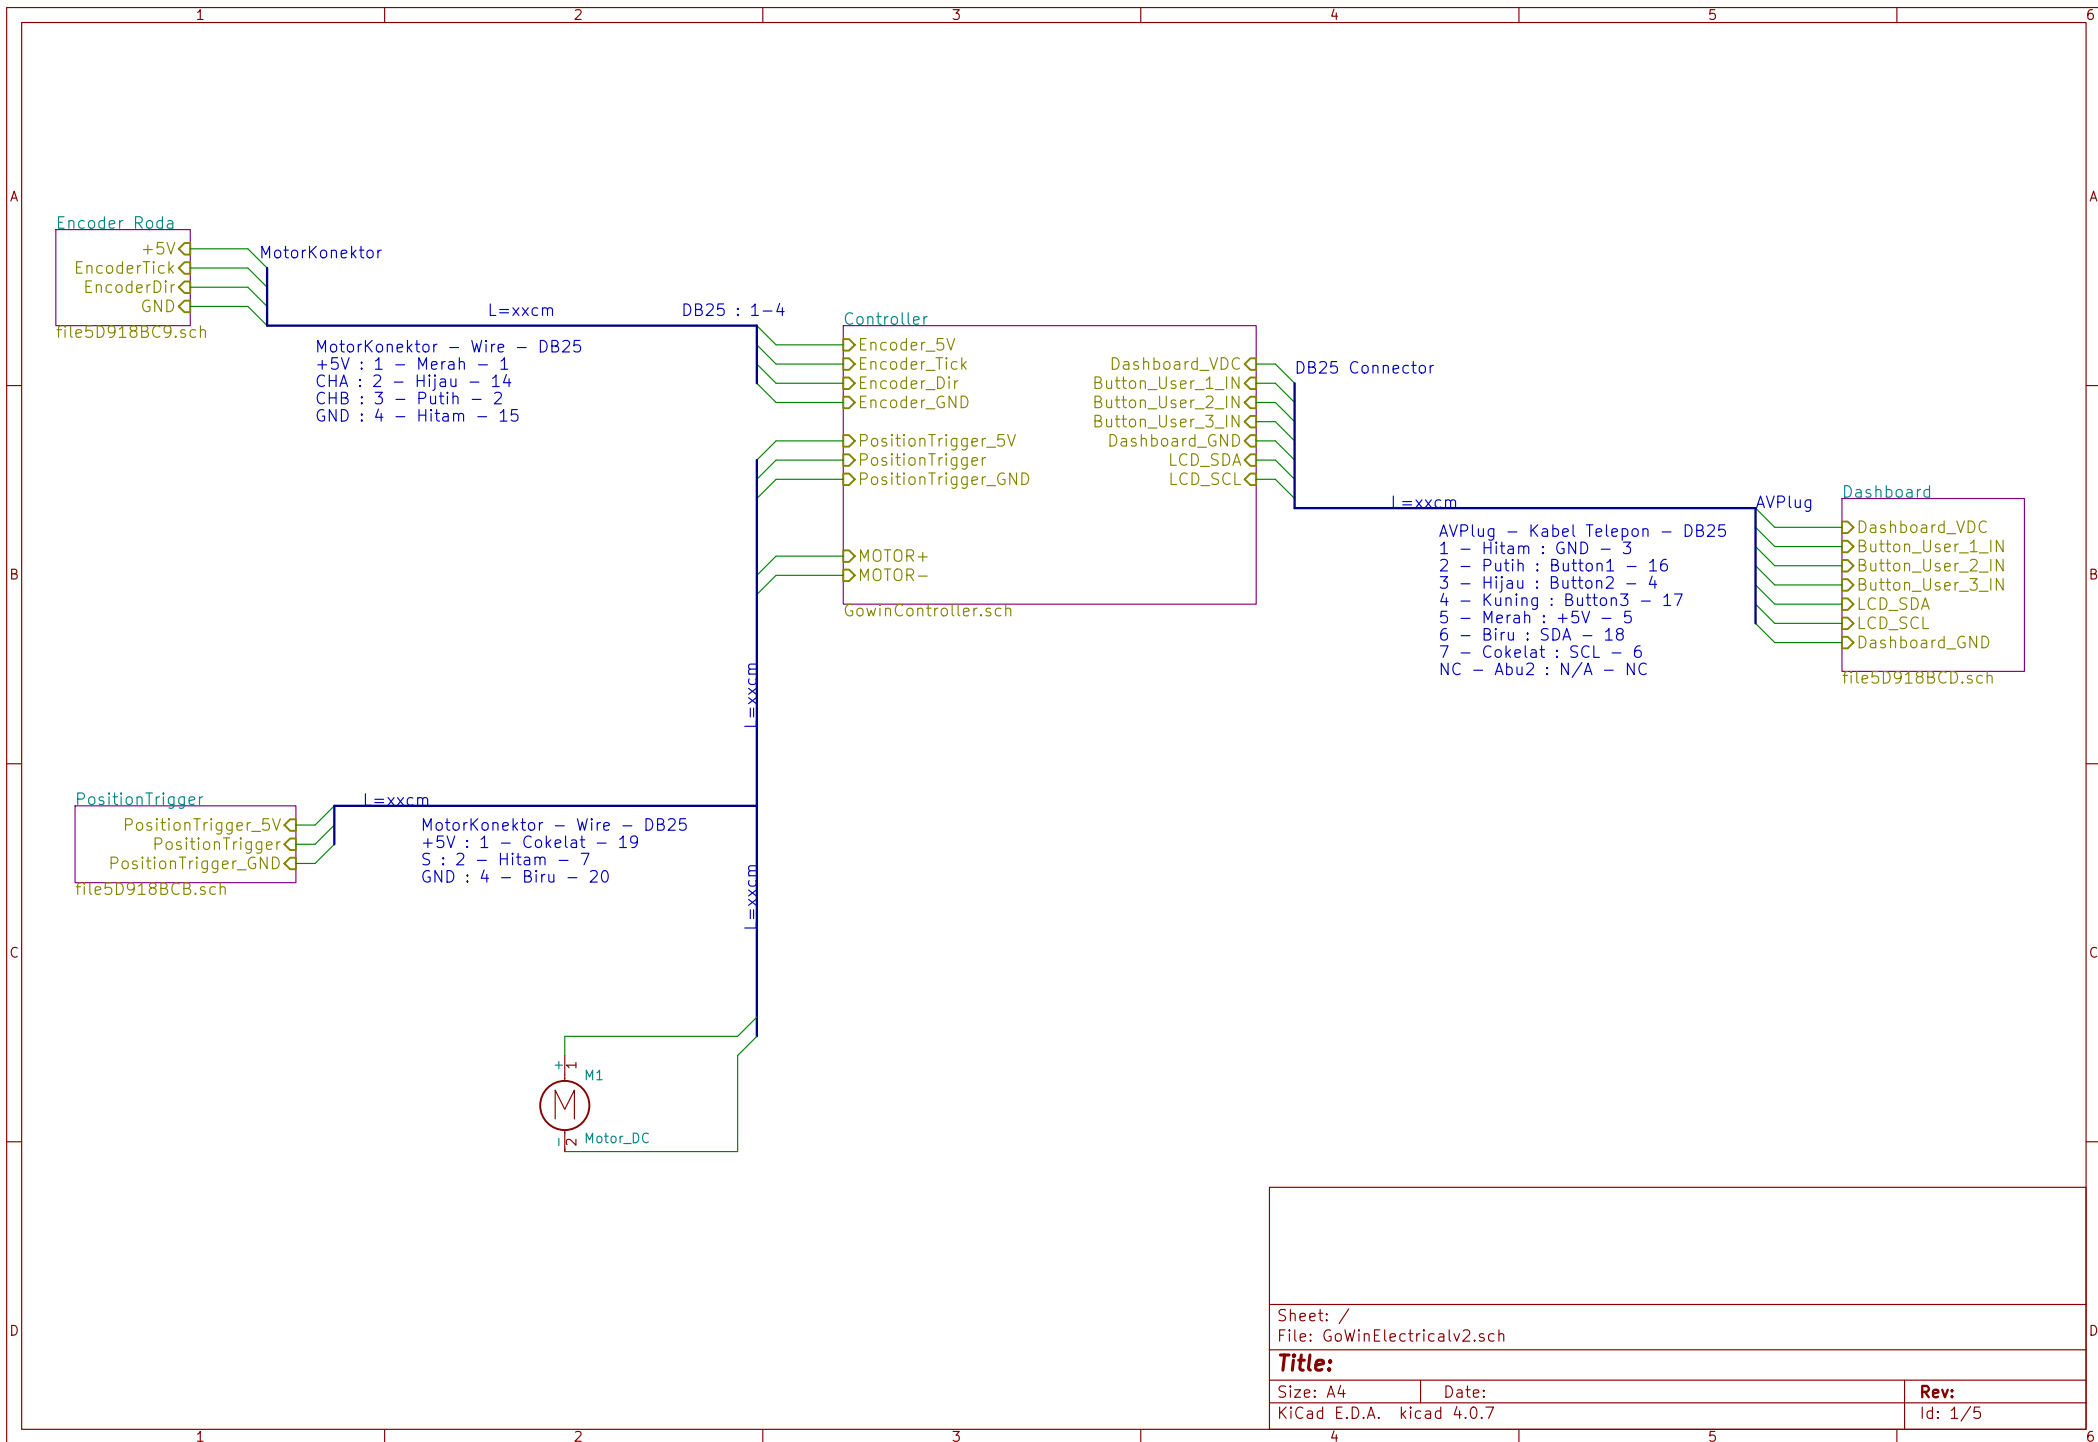 1 2 3 4 5 6
A
A
B
B
C
C
D
D
Encoder Roda
+5V
EncoderTick
EncoderDir
GND
file5D918BC9.sch
MotorKonektor
L=xxcm
DB25 : 1-4
MotorKonektor - Wire - DB25
+5V : 1 - Merah - 1
CHA : 2 - Hijau - 14
CHB : 3 - Putih - 2
GND : 4 - Hitam - 15
Controller
Encoder_5V
Encoder_Tick
Encoder_Dir
Encoder_GND
PositionTrigger_5V
PositionTrigger
PositionTrigger_GND
MOTOR+
MOTOR-
Dashboard_VDC
Button_User_1_IN
Button_User_2_IN
Button_User_3_IN
Dashboard_GND
LCD_SDA
LCD_SCL
GowinController.sch
DB25 Connector
L=xxcm
AVPlug
AVPlug - Kabel Telepon - DB25
1 - Hitam : GND - 3
2 - Putih : Button1 - 16
3 - Hijau : Button2 - 4
4 - Kuning : Button3 - 17
5 - Merah : +5V - 5
6 - Biru : SDA - 18
7 - Cokelat : SCL - 6
NC - Abu2 : N/A - NC
Dashboard
Dashboard_VDC
Button_User_1_IN
Button_User_2_IN
Button_User_3_IN
LCD_SDA
LCD_SCL
Dashboard_GND
file5D918BCD.sch
L=xxcm
PositionTrigger
PositionTrigger_5V
PositionTrigger
PositionTrigger_GND
file5D918BCB.sch
L=xxcm
MotorKonektor - Wire - DB25
+5V : 1 - Cokelat - 19
S : 2 - Hitam - 7
GND : 4 - Biru - 20
L=xxcm
+ 1
M1
M
- 2
Motor_DC
Sheet: /
File: GoWinElectricalv2.sch
Title:
Size: A4 Date: Rev:
KiCad E.D.A. kicad 4.0.7 Id: 1/5
1 2 3 4 5 6